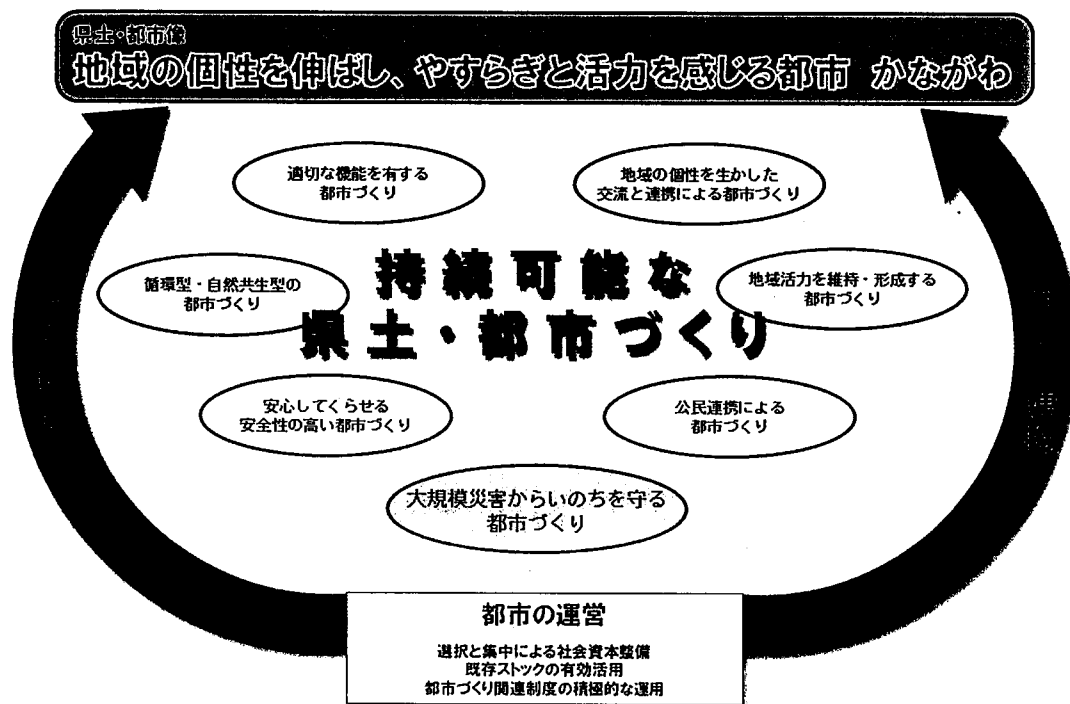 県土・都市像
地域の個性を伸ばし、やすらぎと活力を感じる都市 かながわ
適切な機能を有する
都市づくり
地域の個性を生かした
交流と連携による都市づくり
循環型・自然共生型の
都市づくり
持続可能な
県土・都市づくり
地域活力を維持・形成する
都市づくり
安心してくらせる
安全性の高い都市づくり
公民連携による
都市づくり
大規模災害からいのちを守る
都市づくり
都市の運営
選択と集中による社会資本整備
既存ストックの有効活用
都市づくり関連制度の積極的な運用